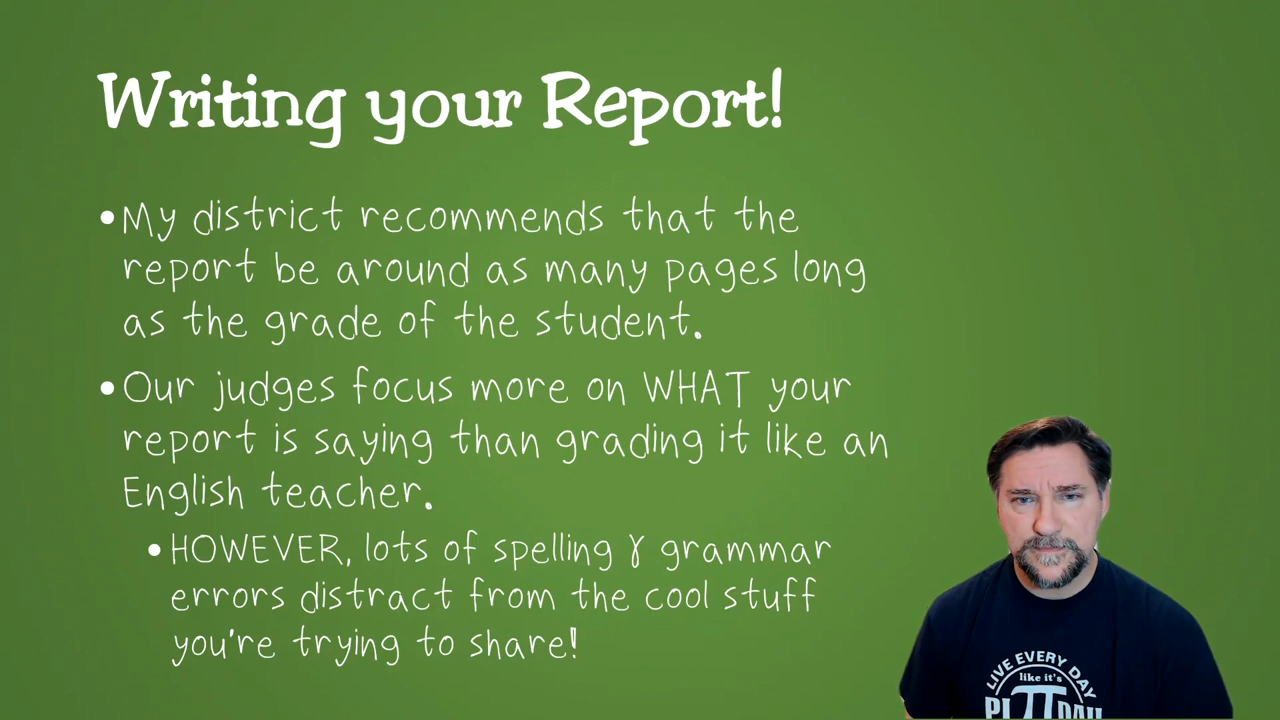 Writing your Report!
•My district recommends that the
report be around as many pages long
as the grade of the student.
•Our judges focus more on WHAT your
report is saying than grading it like an
English teacher.
•HOWEVER, lots of spelling & grammar
errors distract from the cool stuff
you're trying to share!
LIVE EVERY DAY
like it's
PI DAY